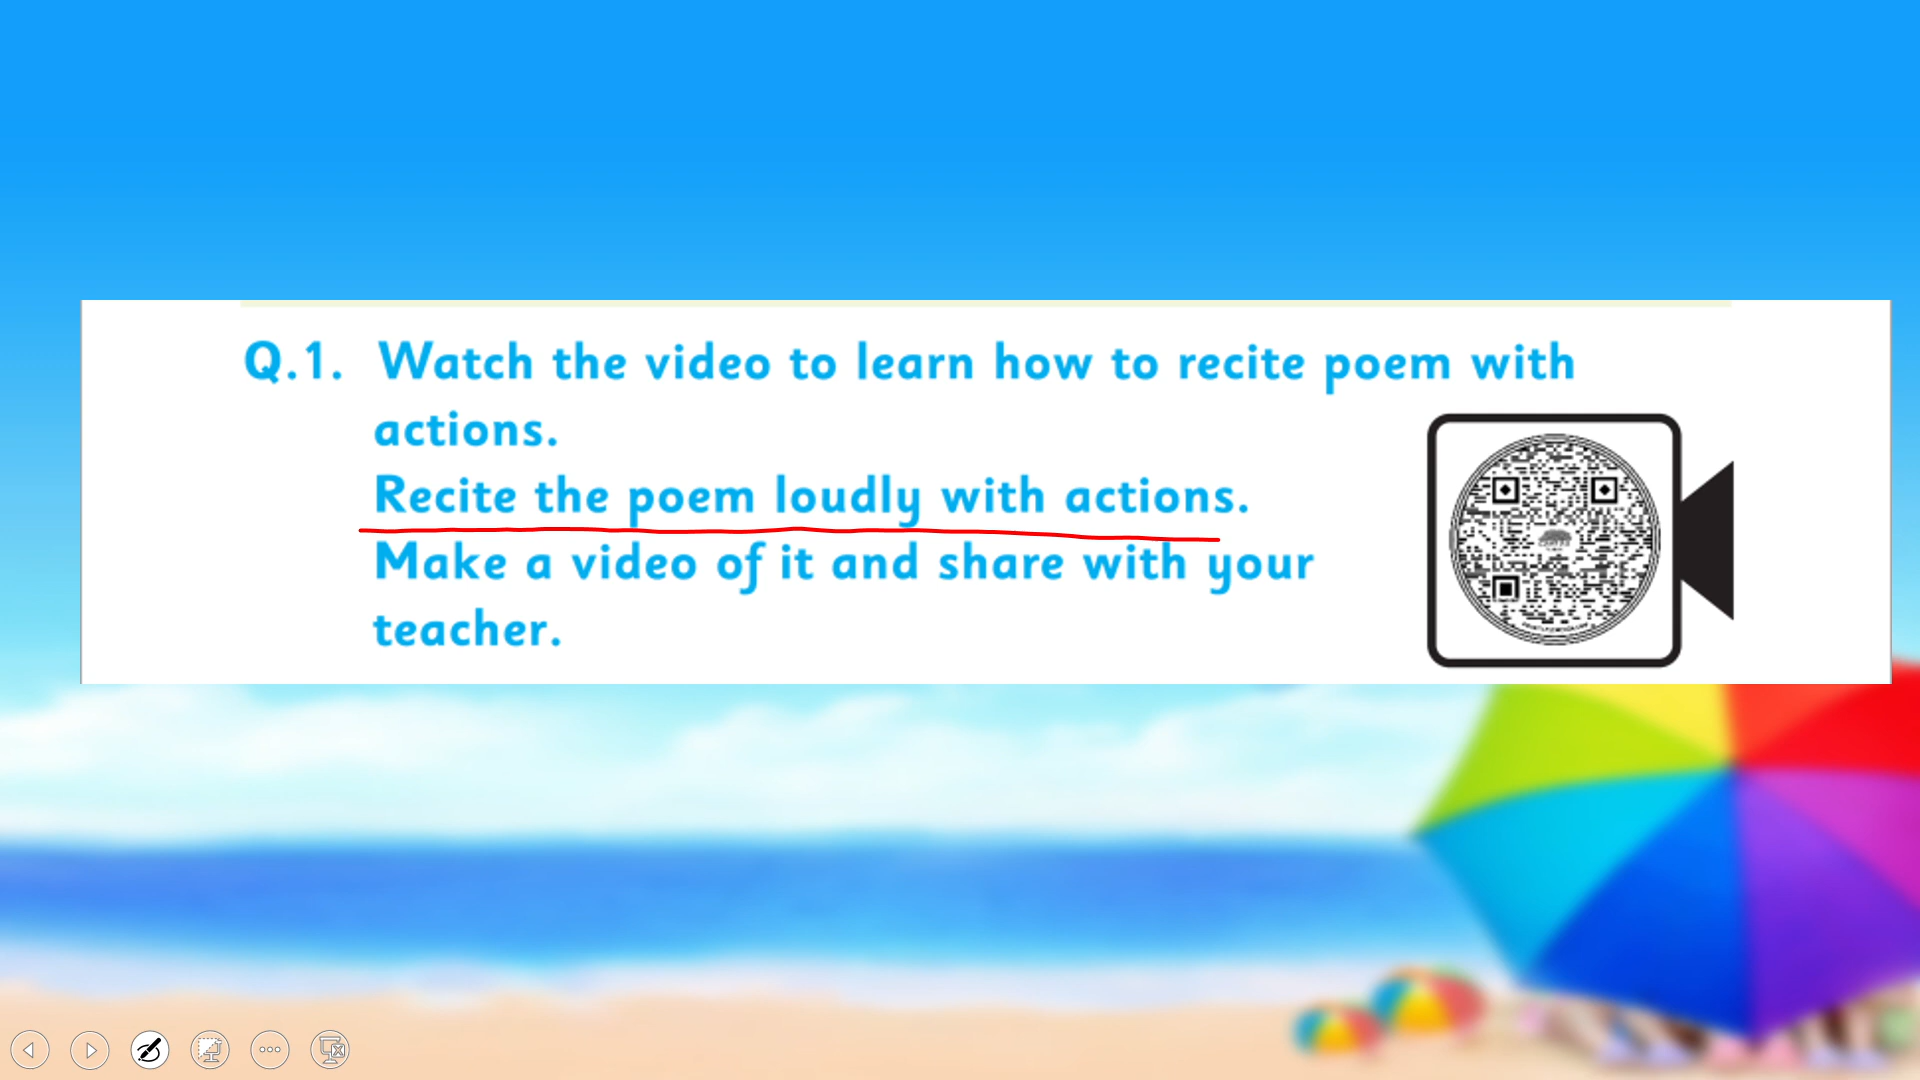 Q.1. Watch the video to learn how to recite poem with
actions.
Recite the poem loudly with actions.
Make a video of it and share with your
teacher.